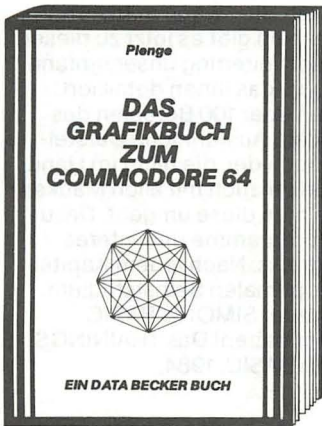 Plenge
DAS
GRAFIKBUCH
ZUM
COMMODORE 64
EIN DATA BECKER BUCH